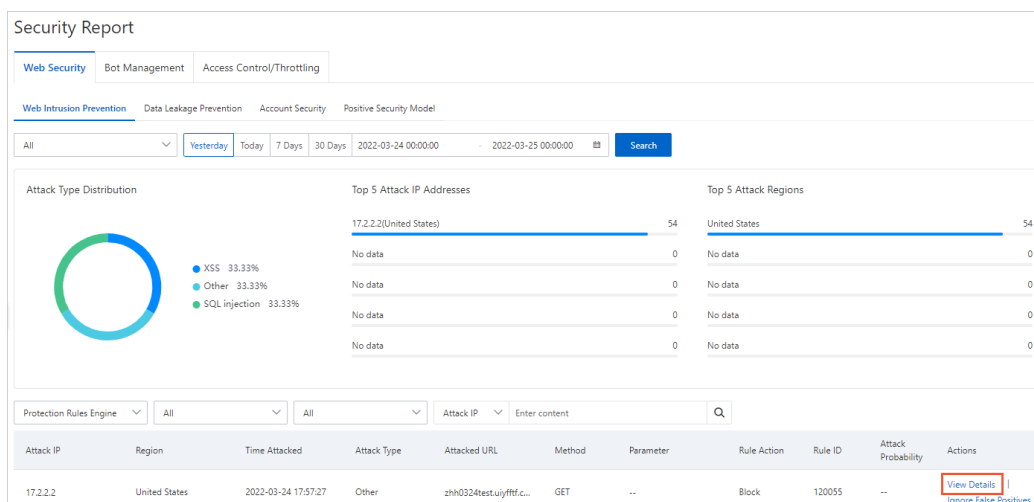 Security Report
Web Security Bot Management Access Control/Throttling
Web Intrusion Prevention Data Leakage Prevention Account Security Positive Security Model
All Yesterday Today 7 Days 30 Days 2022-03-24 00:00:00 - 2022-03-25 00:00:00 Search
Attack Type Distribution Top 5 Attack IP Addresses Top 5 Attack Regions
17.2.2.2(United States) 54 United States 54
No data 0 No data 0
XSS 33.33%
Other 33.33%
SQL injection 33.33%
No data 0 No data 0
No data 0 No data 0
No data 0 No data 0
Protection Rules Engine All All Attack IP Enter content
Attack IP Region Time Attacked Attack Type Attacked URL Method Parameter Rule Action Rule ID Attack Probability Actions
17.2.2.2 United States 2022-03-24 17:57:27 Other zhh0324test.uiyfftf.c... GET -- Block 120055 -- View Details |
Ignore False Positives